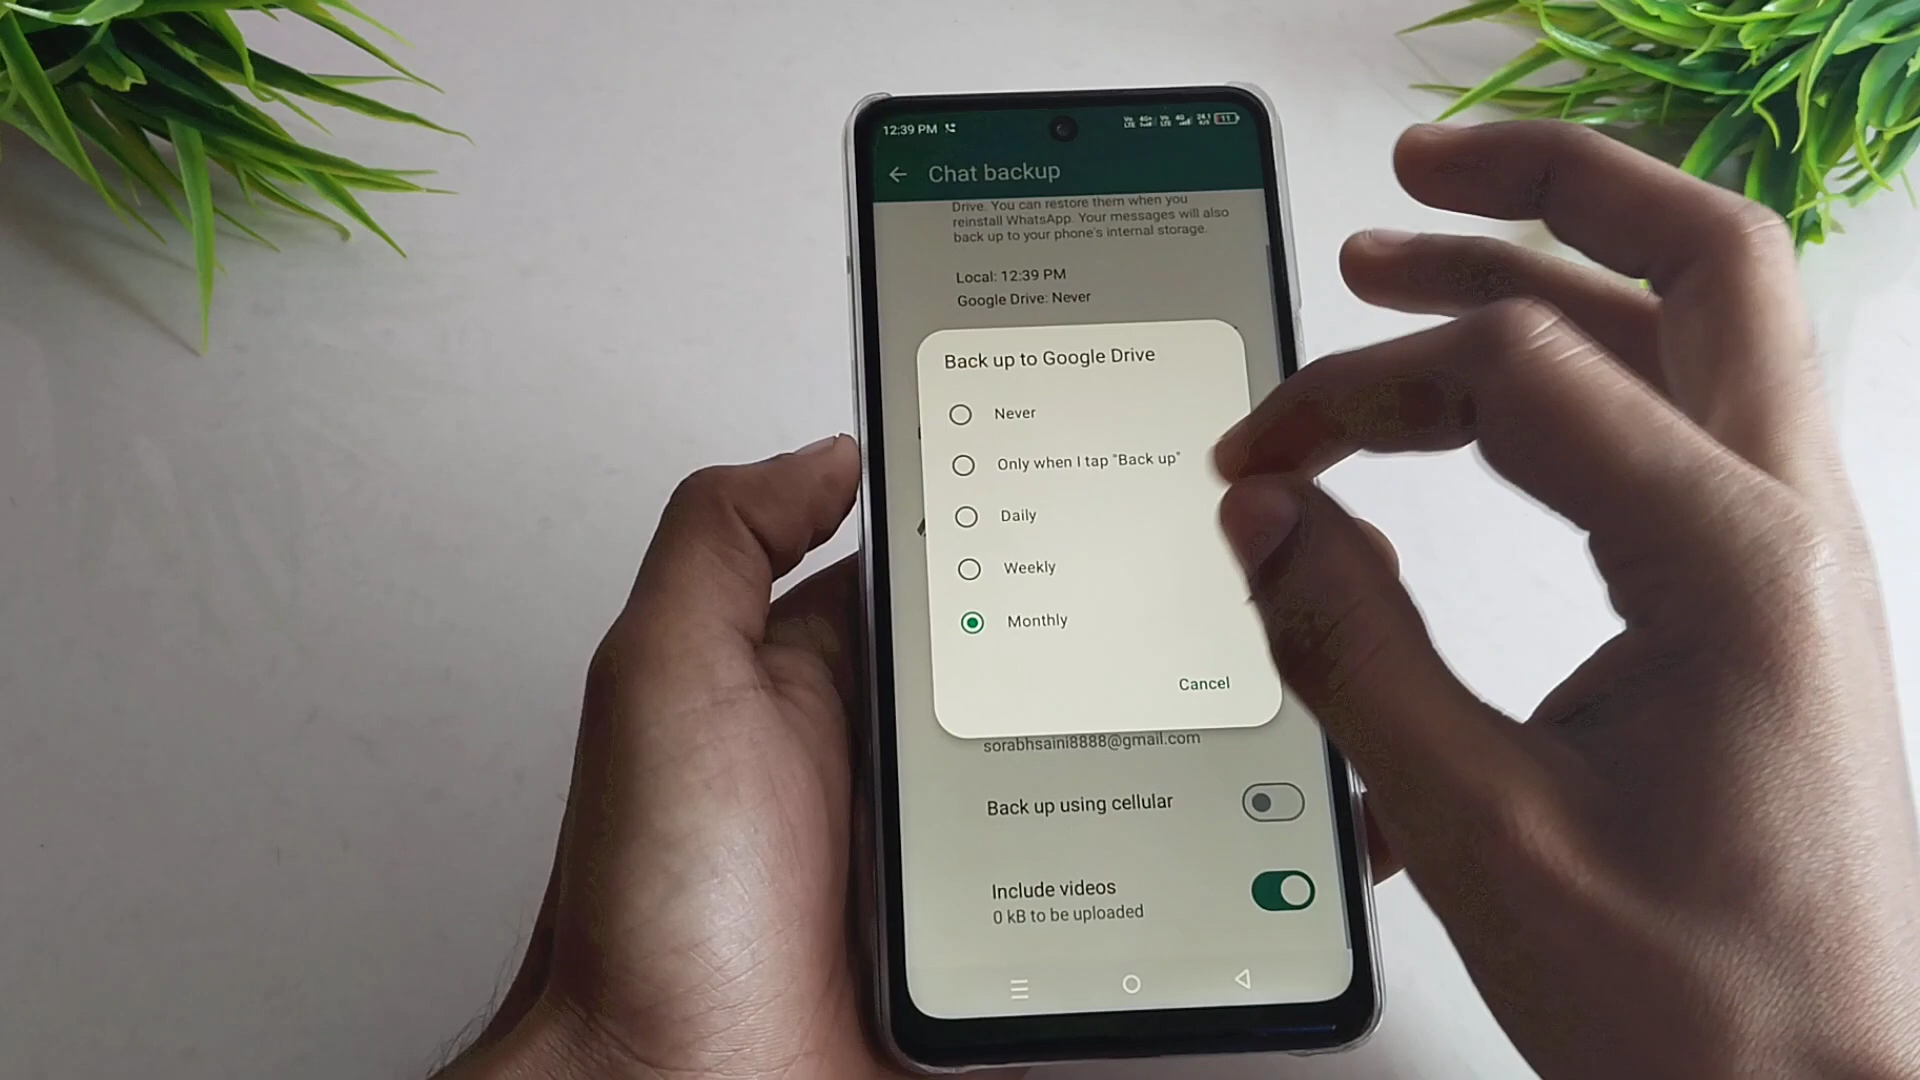 12:39 PM
Chat backup
Drive. You can restore them when you
reinstall WhatsApp. Your messages will also
back up to your phone's internal storage.
Local: 12:39 PM
Google Drive: Never
Back up to Google Drive
Never
Only when I tap "Back up"
Daily
Weekly
Monthly
Cancel
sorabhsaini8888@gmail.com
Back up using cellular
Include videos
0 kB to be uploaded